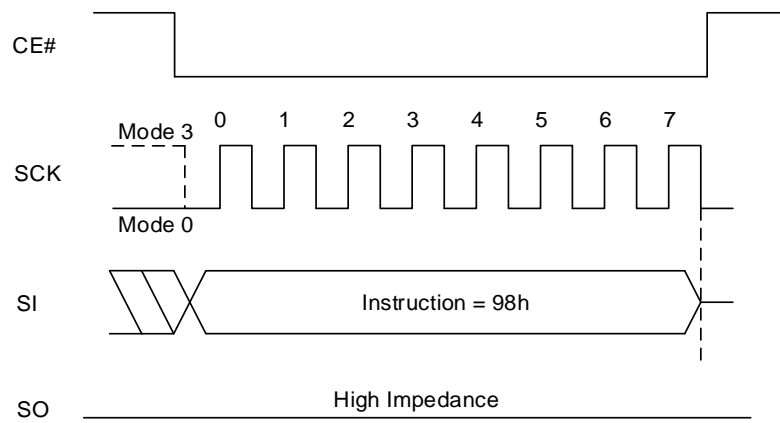 CE#
Mode 3
0 1 2 3 4 5 6 7
SCK
Mode 0
SI
Instruction = 98h
SO
High Impedance